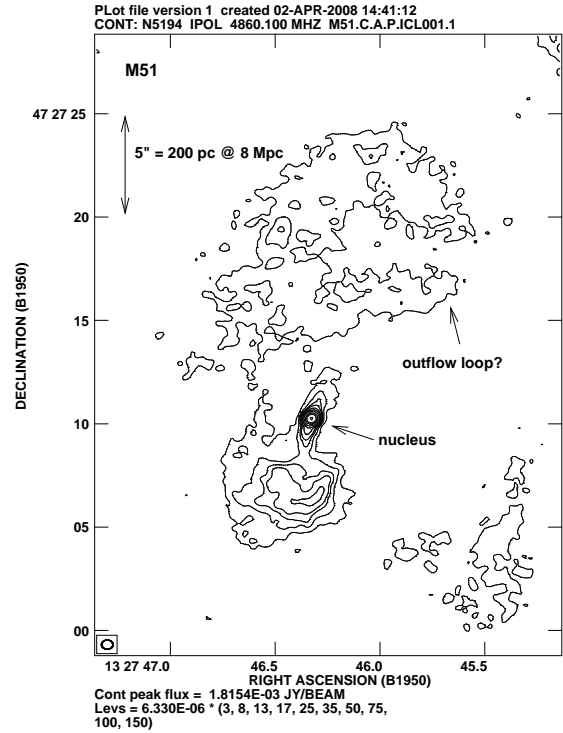 PLot file version 1  created 02-APR-2008 14:41:12
CONT: N5194  IPOL  4860.100 MHZ  M51.C.A.P.ICL001.1
M51
47 27 25
5" = 200 pc @ 8 Mpc
20
DECLINATION (B1950)
15
outflow loop?
10
nucleus
05
00
13 27 47.0
46.5
46.0
45.5
RIGHT ASCENSION (B1950)
Cont peak flux =  1.8154E-03 JY/BEAM
Levs = 6.330E-06 * (3, 8, 13, 17, 25, 35, 50, 75,
100, 150)